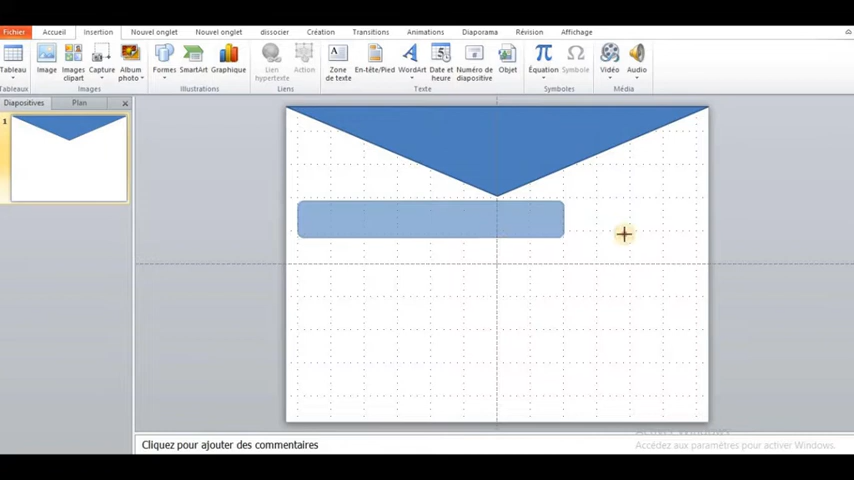 Fichier Accueil Insertion Nouvel onglet Nouvel onglet dissocier Création Transitions Animations Diaporama Révision Affichage
Tableau Image Images clipart Capture Album photo Formes SmartArt Graphique Lien hypertexte Action Zone de texte En-tête/Pied WordArt Date et heure Numéro de diapositive Objet Équation Symbole Vidéo Audio
Tableaux Images Illustrations Liens Texte Symboles Média
Diapositives Plan
1
Cliquez pour ajouter des commentaires
Activer Windows
Accédez aux paramètres pour activer Windows.